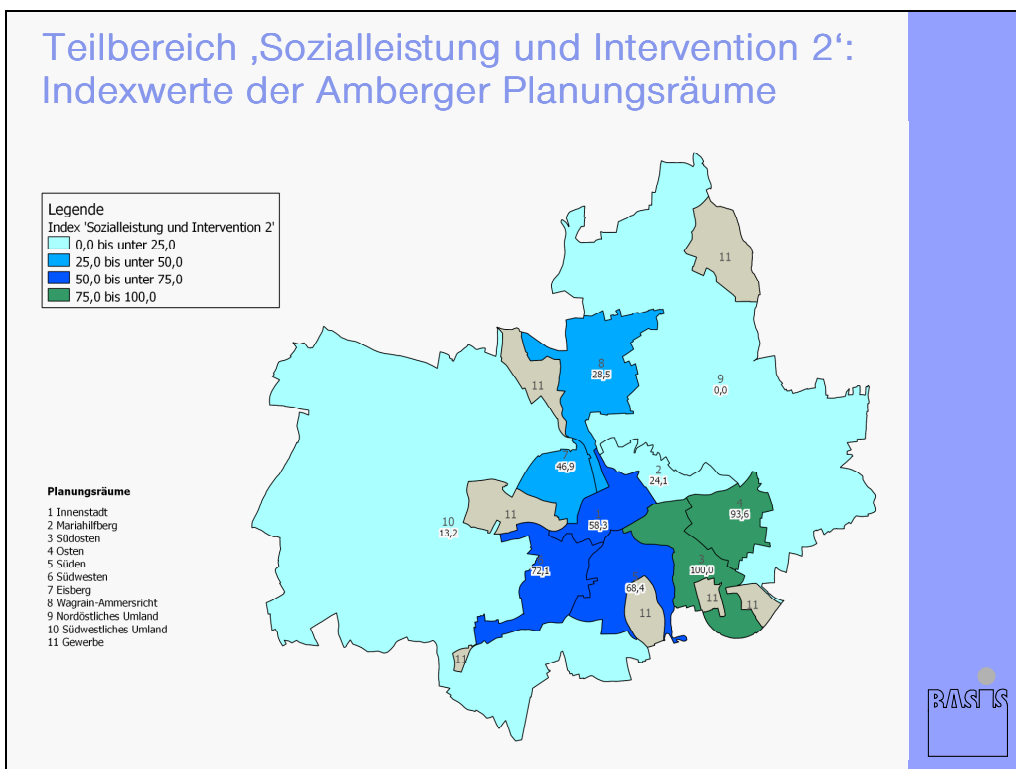 Teilbereich ‚Sozialleistung und Intervention 2‘:
Indexwerte der Amberger Planungsräume
Legende
Index 'Sozialleistung und Intervention 2'
0,0 bis unter 25,0
25,0 bis unter 50,0
50,0 bis unter 75,0
75,0 bis 100,0
11
8
28,5
11
9
0,0
7
46,9
2
24,1
4
93,6
11
10
13,2
1
58,3
72,1
3
100,0
68,4
11
11
11
11
Planungsräume
1 Innenstadt
2 Mariahilfberg
3 Südosten
4 Osten
5 Süden
6 Südwesten
7 Eisberg
8 Wagrain-Ammersricht
9 Nordöstliches Umland
10 Südwestliches Umland
11 Gewerbe
BASIS